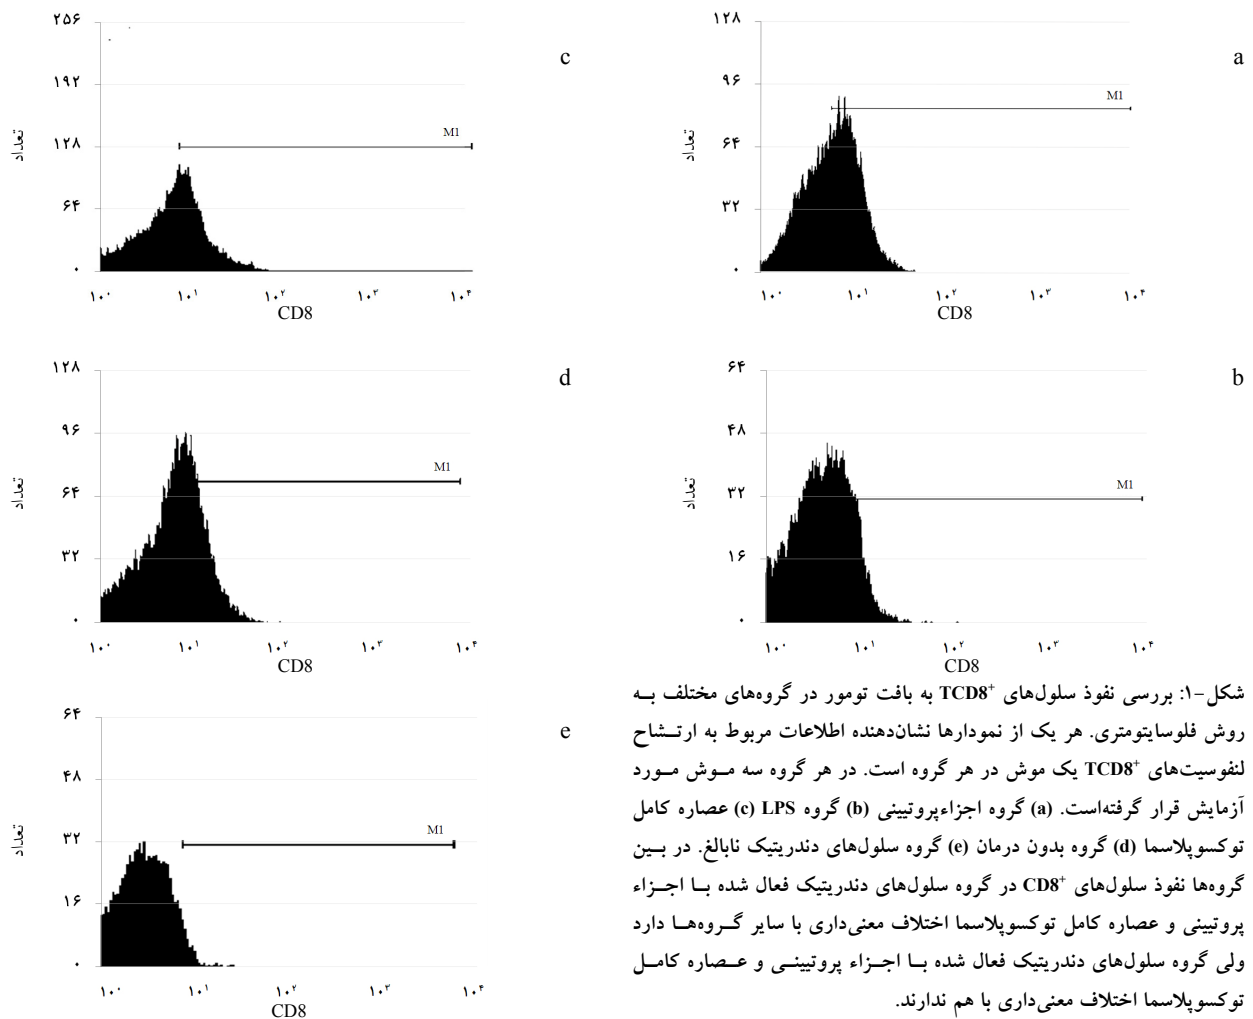 a
۱۲۸
۹۶
۶۴
۳۲
۰
تعداد
M1
۱۰۰ ۱۰۱ ۱۰۲ ۱۰۳ ۱۰۴
CD8
b
۶۴
۴۸
۳۲
۱۶
۰
تعداد
M1
۱۰۰ ۱۰۱ ۱۰۲ ۱۰۳ ۱۰۴
CD8
c
۲۵۶
۱۹۲
۱۲۸
۶۴
۰
تعداد
M1
۱۰۰ ۱۰۱ ۱۰۲ ۱۰۳ ۱۰۴
CD8
d
۱۲۸
۹۶
۶۴
۳۲
۰
تعداد
M1
۱۰۰ ۱۰۱ ۱۰۲ ۱۰۳ ۱۰۴
CD8
e
۶۴
۴۸
۳۲
۱۶
۰
تعداد
M1
۱۰۰ ۱۰۱ ۱۰۲ ۱۰۳ ۱۰۴
CD8
شکل-۱: بررسی نفوذ سلول‌های TCD8+ به بافت تومور در گروه‌های مختلف به
روش فلوسایتومتری. هر یک از نمودارها نشان‌دهنده اطلاعات مربوط به ارتشاح
لنفوسیت‌های TCD8+ یک موش در هر گروه است. در هر گروه سه موش مورد
آزمایش قرار گرفته‌است. (a) گروه اجزاءپروتیینی (b) گروه LPS (c) عصاره کامل
توکسوپلاسما (d) گروه بدون درمان (e) گروه سلول‌های دندریتیک نابالغ. در بین
گروه‌ها نفوذ سلول‌های CD8+ در گروه سلول‌های دندریتیک فعال شده با اجزاء
پروتیینی و عصاره کامل توکسوپلاسما اختلاف معنی‌داری با سایر گروه‌ها دارد
ولی گروه سلول‌های دندریتیک فعال شده با اجزاء پروتیینی و عصاره کامل
توکسوپلاسما اختلاف معنی‌داری با هم ندارند.